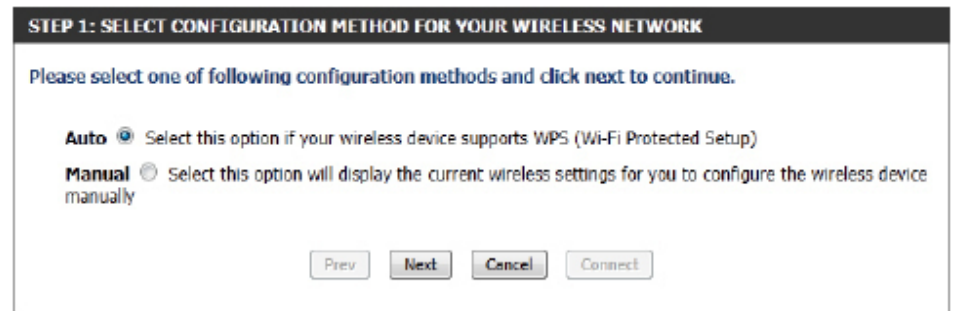 STEP 1: SELECT CONFIGURATION METHOD FOR YOUR WIRELESS NETWORK
Please select one of following configuration methods and click next to continue.
Auto Select this option if your wireless device supports WPS (Wi-Fi Protected Setup)
Manual Select this option will display the current wireless settings for you to configure the wireless device
manually
Prev Next Cancel Connect